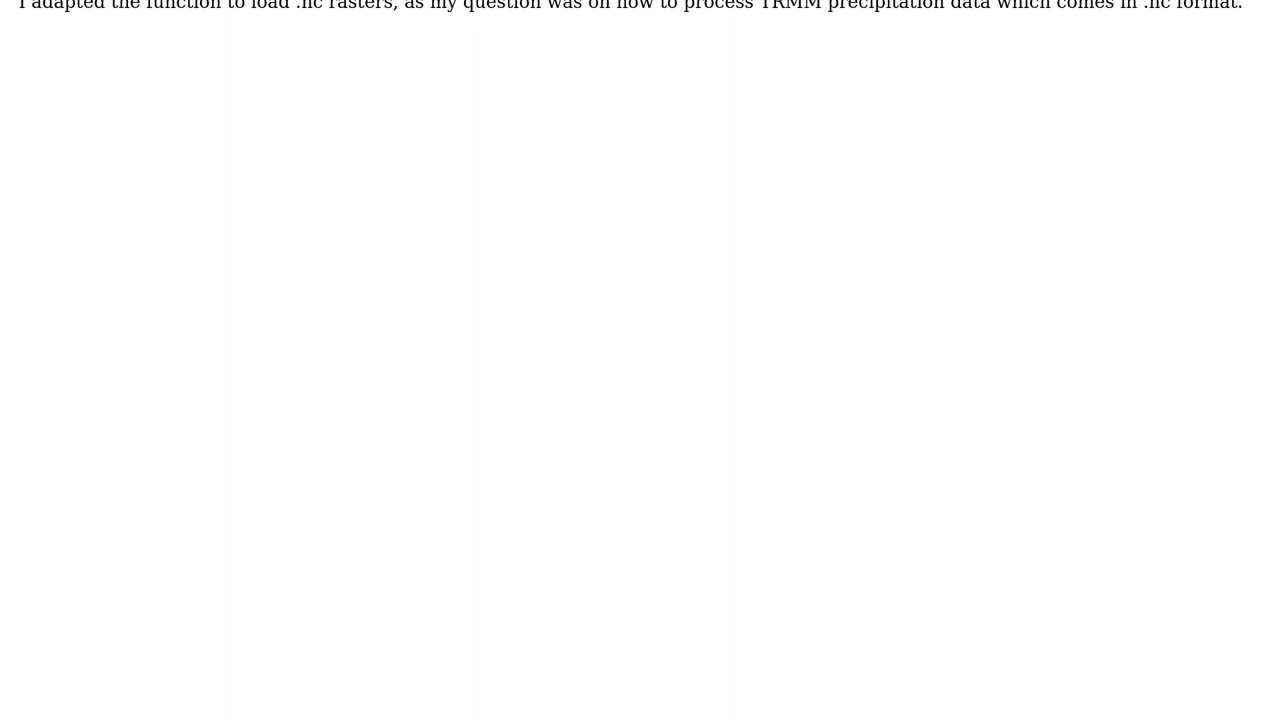 I adapted the function to load .nc rasters, as my question was on how to process TRMM precipitation data which comes in .nc format.